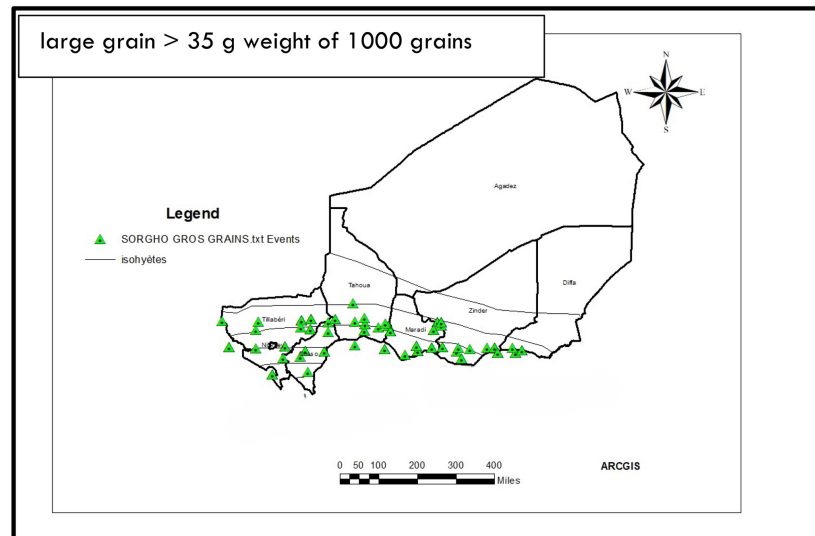 large grain > 35 g weight of 1000 grains
N
W E
S
Agadez
Legend
SORGHO GROS GRAINS.txt Events
isohyètes
Tahoua
Diffa
Zinder
Tillabéri
Maradi
0 50 100 200 300 400
Miles
ARCGIS